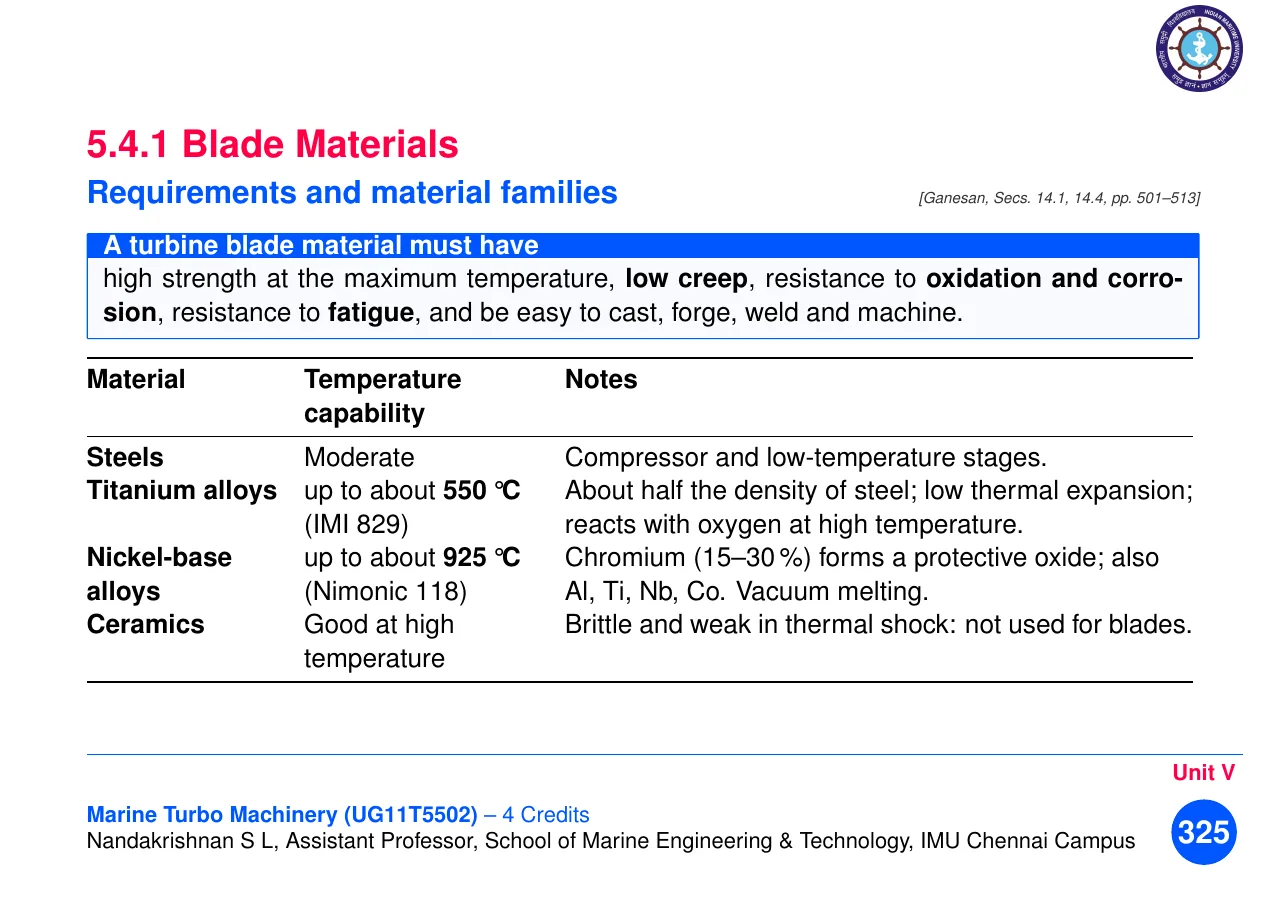 INDIAN MARITIME UNIVERSITY
5.4.1 Blade Materials
Requirements and material families
[Ganesan, Secs. 14.1, 14.4, pp. 501–513]
A turbine blade material must have
high strength at the maximum temperature, low creep, resistance to oxidation and corro-
sion, resistance to fatigue, and be easy to cast, forge, weld and machine.
Material Temperature Notes
capability
Steels Moderate Compressor and low-temperature stages.
Titanium alloys up to about 550 °C About half the density of steel; low thermal expansion;
(IMI 829) reacts with oxygen at high temperature.
Nickel-base up to about 925 °C Chromium (15–30 %) forms a protective oxide; also
alloys (Nimonic 118) Al, Ti, Nb, Co. Vacuum melting.
Ceramics Good at high Brittle and weak in thermal shock: not used for blades.
temperature
Unit V
Marine Turbo Machinery (UG11T5502) – 4 Credits
Nandakrishnan S L, Assistant Professor, School of Marine Engineering & Technology, IMU Chennai Campus
325